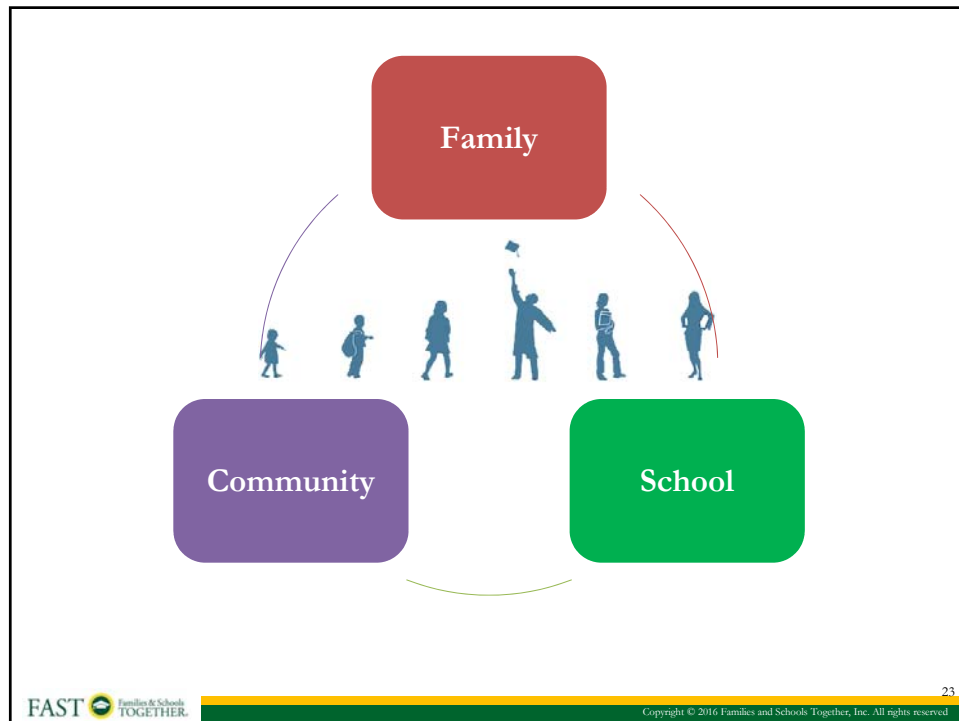 Family
Community
School
23
FAST Families & Schools
TOGETHER.
Copyright © 2016 Families and Schools Together, Inc. All rights reserved